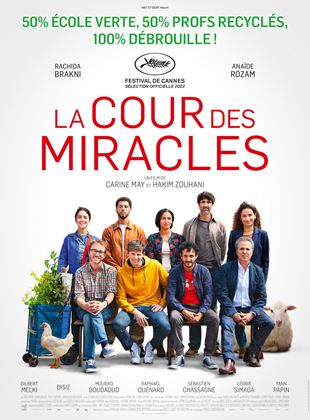 50% ÉCOLE VERTE, 50% PROFS RECYCLÉS,
100% DÉBROUILLE !
RACHIDA
BRAKNI
FESTIVAL DE CANNES
SÉLECTION OFFICIELLE 2022
ANAÏDE
ROZAM
LA COUR DES
MIRACLES
UN FILM DE
CARINE MAY ET HAKIM ZOUHANI
GILBERT
MELKI
DISIZ
MOURAD
BOUDAOUD
RAPHAËL
QUENARD
SÉBASTIEN
CHASSAGNE
LÉONIE
SIMAGA
YANN
PAPIN